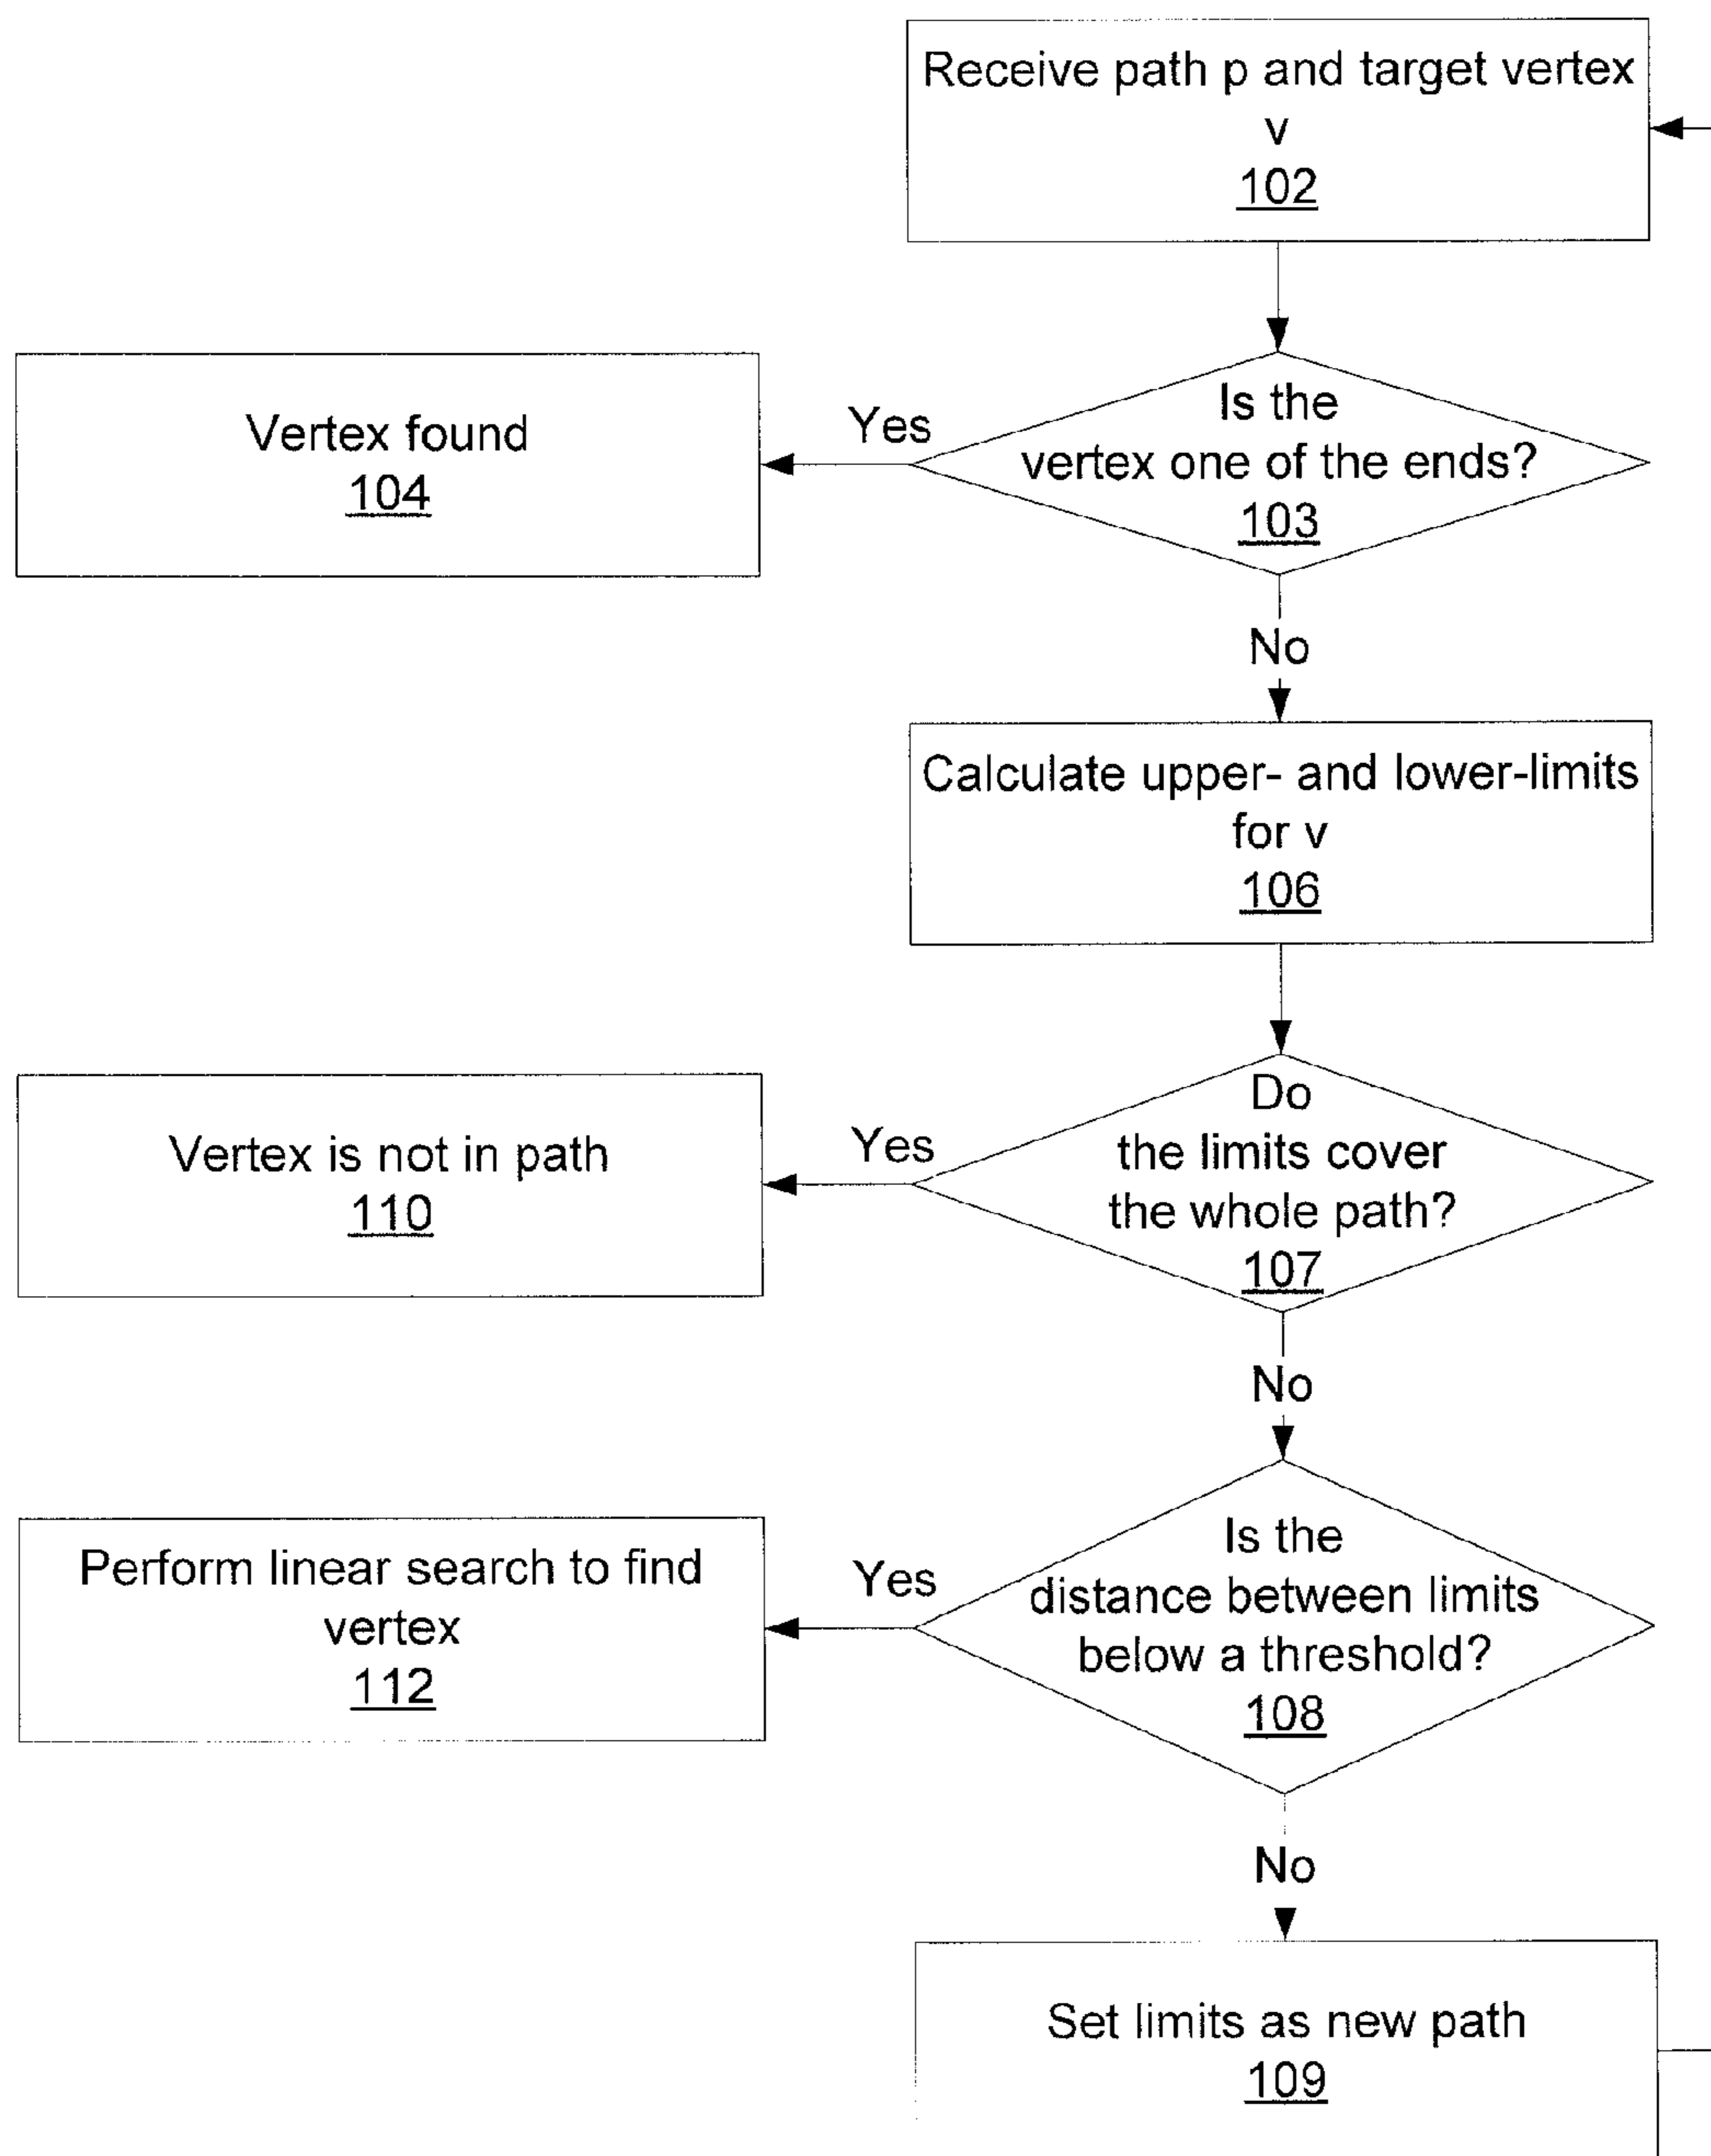 Receive path p and target vertex
v
102
Is the
vertex one of the ends?
103
Yes
Vertex found
104
No
Calculate upper- and lower-limits
for v
106
Do
the limits cover
the whole path?
107
Yes
Vertex is not in path
110
No
Is the
distance between limits
below a threshold?
108
Yes
Perform linear search to find
vertex
112
No
Set limits as new path
109